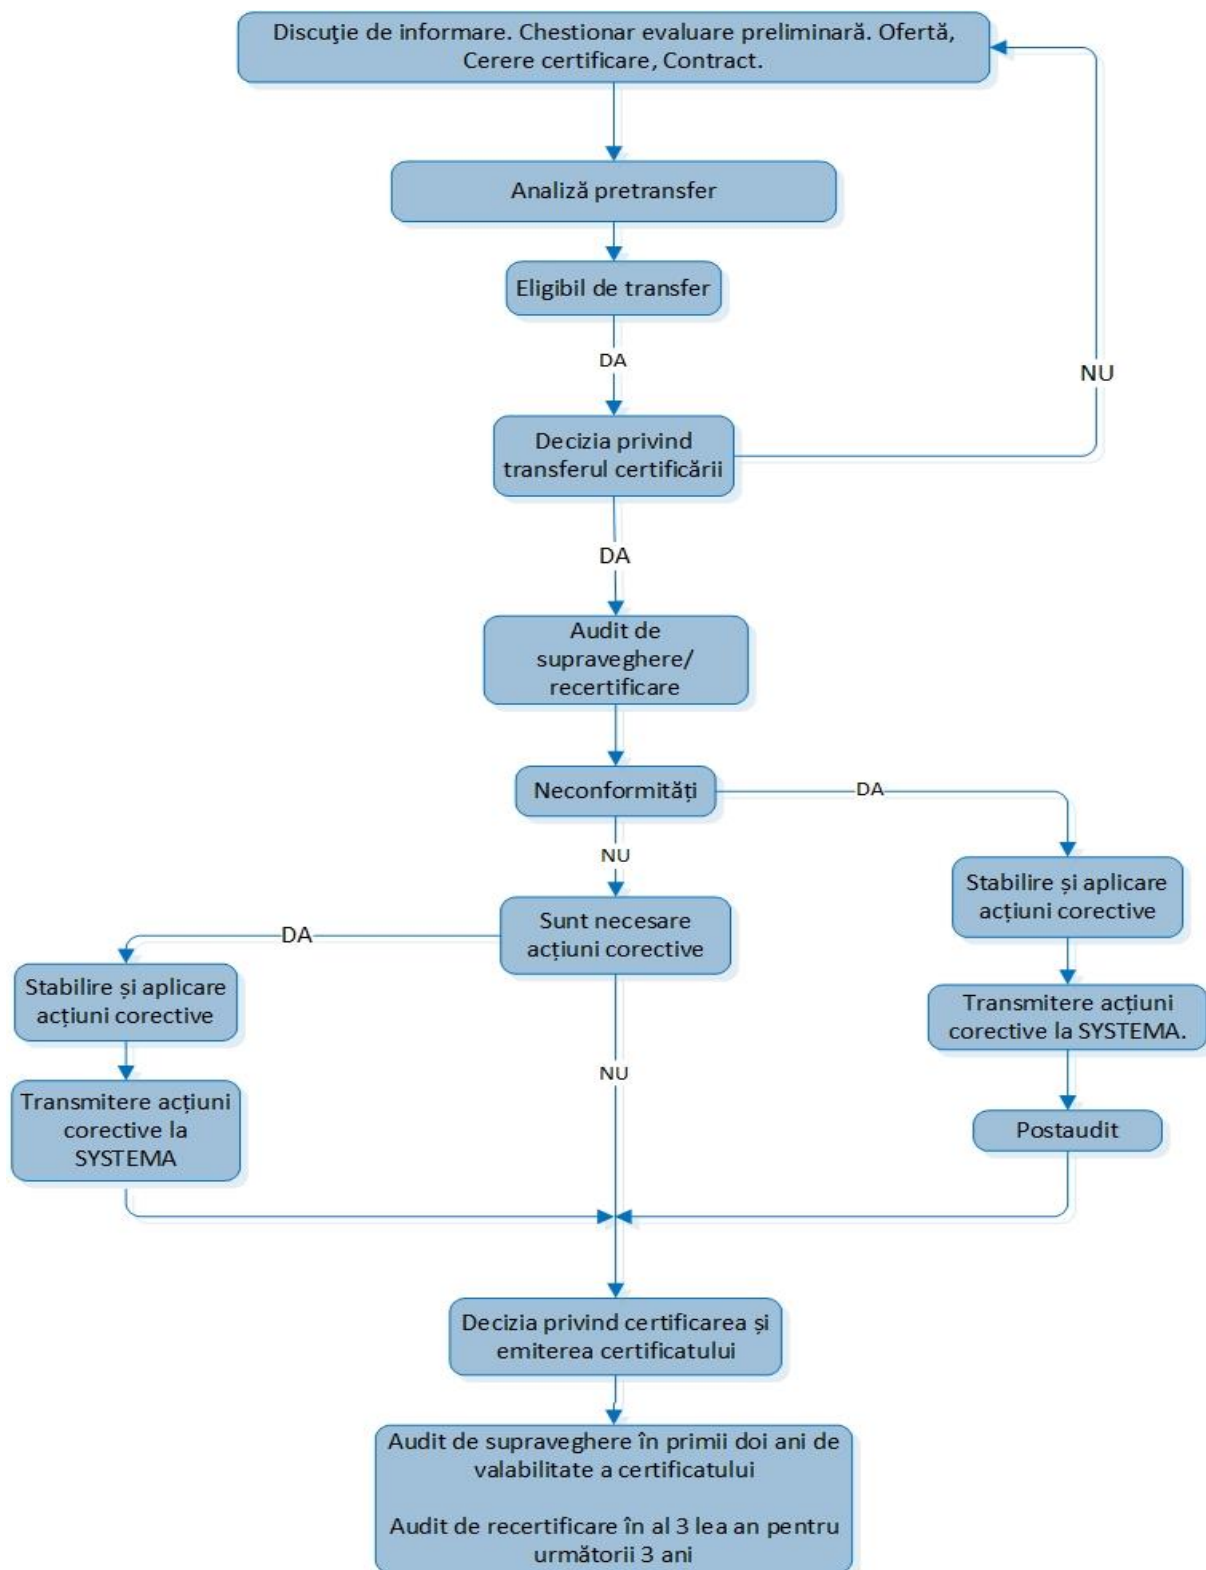 Discuţie de informare. Chestionar evaluare preliminară. Ofertă,
Cerere certificare, Contract.
Analiză pretransfer
Eligibil de transfer
DA
NU
Decizia privind
transferul certificării
DA
Audit de
supraveghere/
recertificare
Neconformități
DA
NU
Stabilire și aplicare
acțiuni corective
Sunt necesare
acțiuni corective
DA
Stabilire și aplicare
acțiuni corective
Transmitere acțiuni
corective la SYSTEMA.
NU
Transmitere acțiuni
corective la
SYSTEMA
Postaudit
Decizia privind certificarea și
emiterea certificatului
Audit de supraveghere în primii doi ani de
valabilitate a certificatului
Audit de recertificare în al 3 lea an pentru
următorii 3 ani